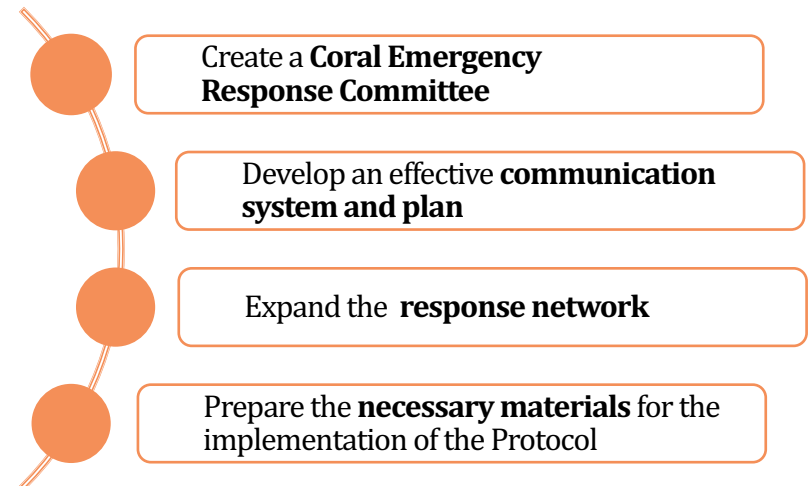 Create a Coral Emergency
Response Committee
Develop an effective communication
system and plan
Expand the response network
Prepare the necessary materials for the
implementation of the Protocol